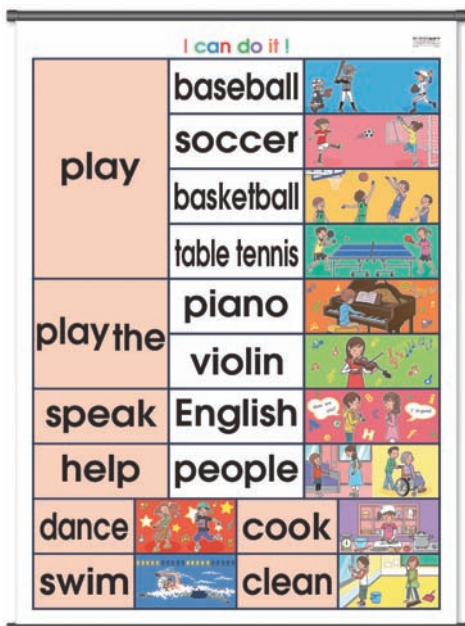 I can do it !
play
baseball
soccer
basketball
table tennis
play the
piano
violin
speak English
help people
dance
cook
swim
clean